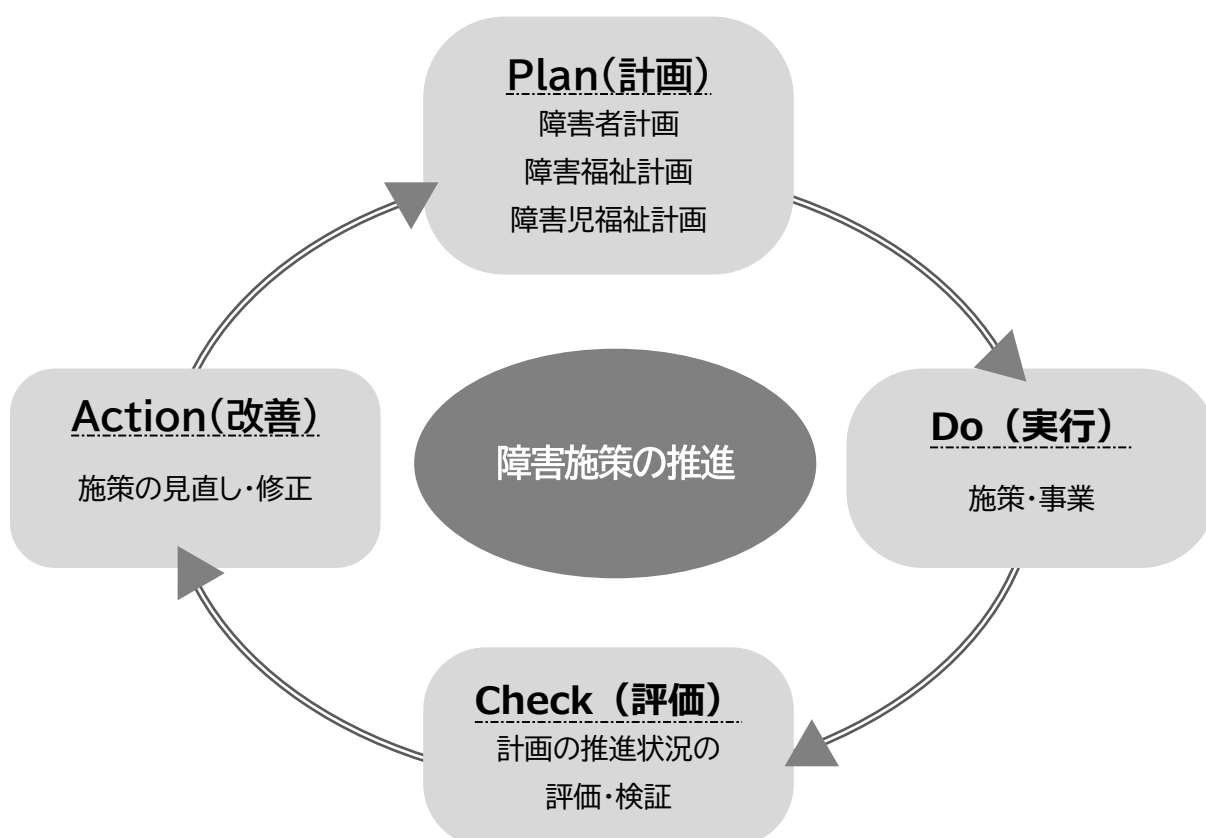 Plan(計画)
障害者計画
障害福祉計画
障害児福祉計画
Action(改善)
施策の見直し・修正
障害施策の推進
Do（実行）
施策・事業
Check（評価）
計画の推進状況の
評価・検証